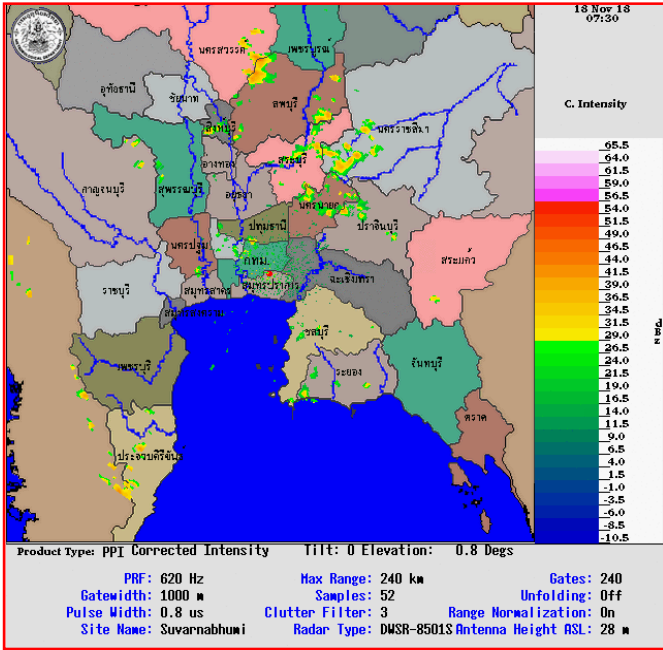 18 Nov 18
07:30
C. Intensity
65.5
64.0
61.5
59.0
56.5
54.0
51.5
49.0
46.5
44.0
41.5
39.0
36.5
34.0
31.5
29.0
26.5
24.0
21.5
19.0
16.5
14.0
11.5
9.0
6.5
4.0
1.5
-1.0
-3.5
-6.0
-8.5
-10.5
นครสวรรค์
เพชรบูรณ์
อุทัยธานี
ชัยนาท
ลพบุรี
สิงห์บุรี
นครราชสีมา
อ่างทอง
สระบุรี
กาญจนบุรี
สุพรรณบุรี
อยุธยา
นครนายก
ปทุมธานี
ปราจีนบุรี
นครปฐม
กทม.
สระแก้ว
ราชบุรี
สมุทรสาคร
สมุทรปราการ
ฉะเชิงเทรา
สมุทรสงคราม
ชลบุรี
เพชรบุรี
ระยอง
จันทบุรี
ตราด
ประจวบคีรีขันธ์
Product Type: PPI Corrected Intensity Tilt: 0 Elevation: 0.8 Degs
PRF: 620 Hz Max Range: 240 km Gates: 240
Gatewidth: 1000 m Samples: 52 Unfolding: Off
Pulse Width: 0.8 us Clutter Filter: 3 Range Normalization: On
Site Name: Suvarnabhumi Radar Type: DWSR-8501S Antenna Height ASL: 28 m